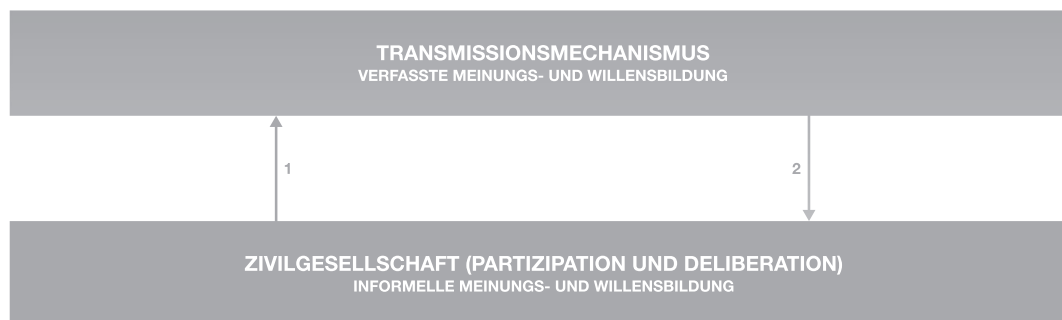 TRANSMISSIONSMECHANISMUS
VERFASSTE MEINUNGS- UND WILLENSBILDUNG
1
2
ZIVILGESELLSCHAFT (PARTIZIPATION UND DELIBERATION)
INFORMELLE MEINUNGS- UND WILLENSBILDUNG